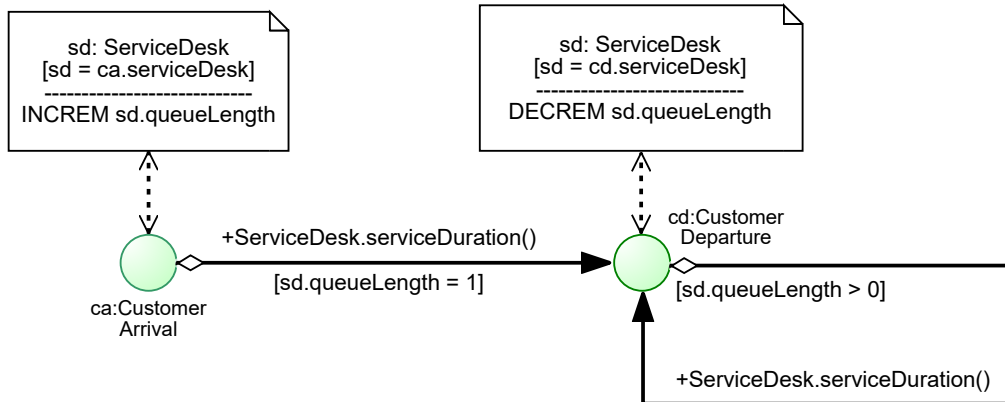 sd: ServiceDesk
[sd = ca.serviceDesk]
----------------------------
INCREM sd.queueLength
sd: ServiceDesk
[sd = cd.serviceDesk]
----------------------------
DECREM sd.queueLength
+ServiceDesk.serviceDuration()
[sd.queueLength = 1]
ca:Customer
Arrival
cd:Customer
Departure
[sd.queueLength > 0]
+ServiceDesk.serviceDuration()